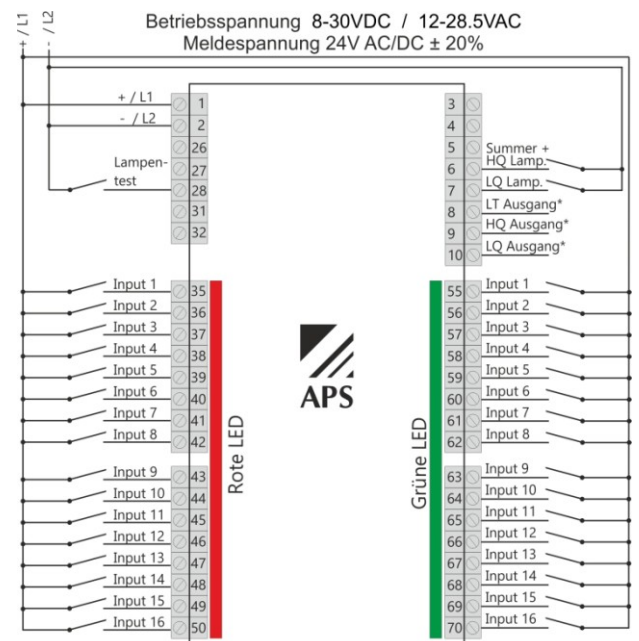 Betriebsspannung 8-30VDC / 12-28.5VAC
Meldespannung 24V AC/DC ± 20%
+ / L1
- / L2
+ / L1 1
- / L2 2
26
Lampen-
test
27
28
31
32
3
4
5 Summer +
6 HQ Lamp.
7 LQ Lamp.
8 LT Ausgang*
9 HQ Ausgang*
10 LQ Ausgang*
Input 1 35
Input 2 36
Input 3 37
Input 4 38
Input 5 39
Input 6 40
Input 7 41
Input 8 42
Input 9 43
Input 10 44
Input 11 45
Input 12 46
Input 13 47
Input 14 48
Input 15 49
Input 16 50
Rote LED
APS
Grüne LED
55 Input 1
56 Input 2
57 Input 3
58 Input 4
59 Input 5
60 Input 6
61 Input 7
62 Input 8
63 Input 9
64 Input 10
65 Input 11
66 Input 12
67 Input 13
68 Input 14
69 Input 15
70 Input 16